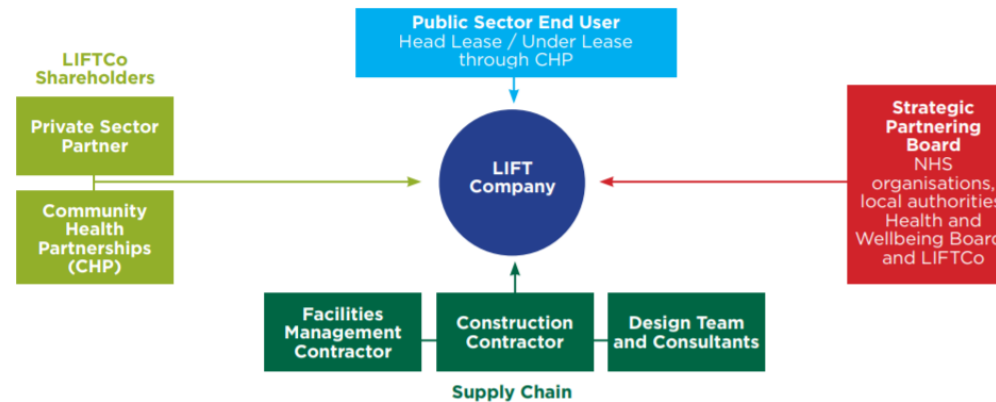 Public Sector End User
Head Lease / Under Lease
through CHP
LIFTCo
Shareholders
Private Sector
Partner
Community
Health
Partnerships
(CHP)
LIFT
Company
Strategic
Partnering
Board
NHS
organisations,
local authorities
Health and
Wellbeing Board
and LIFTCo
Facilities
Management
Contractor
Construction
Contractor
Design Team
and Consultants
Supply Chain